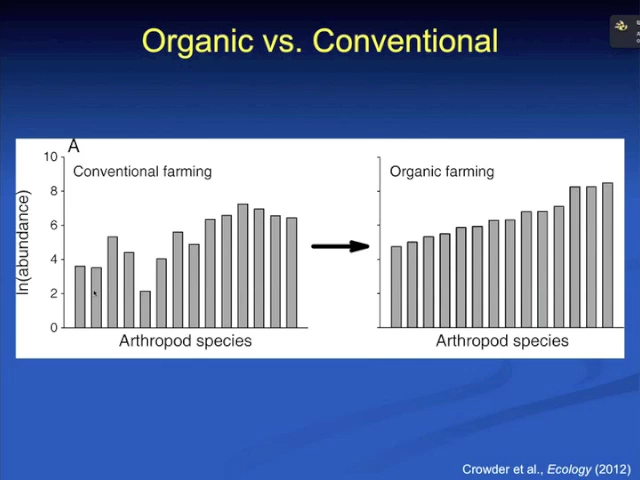 Organic vs. Conventional
A
Conventional farming
Organic farming
ln(abundance)
10
8
6
4
2
0
Arthropod species
Arthropod species
Crowder et al., Ecology (2012)